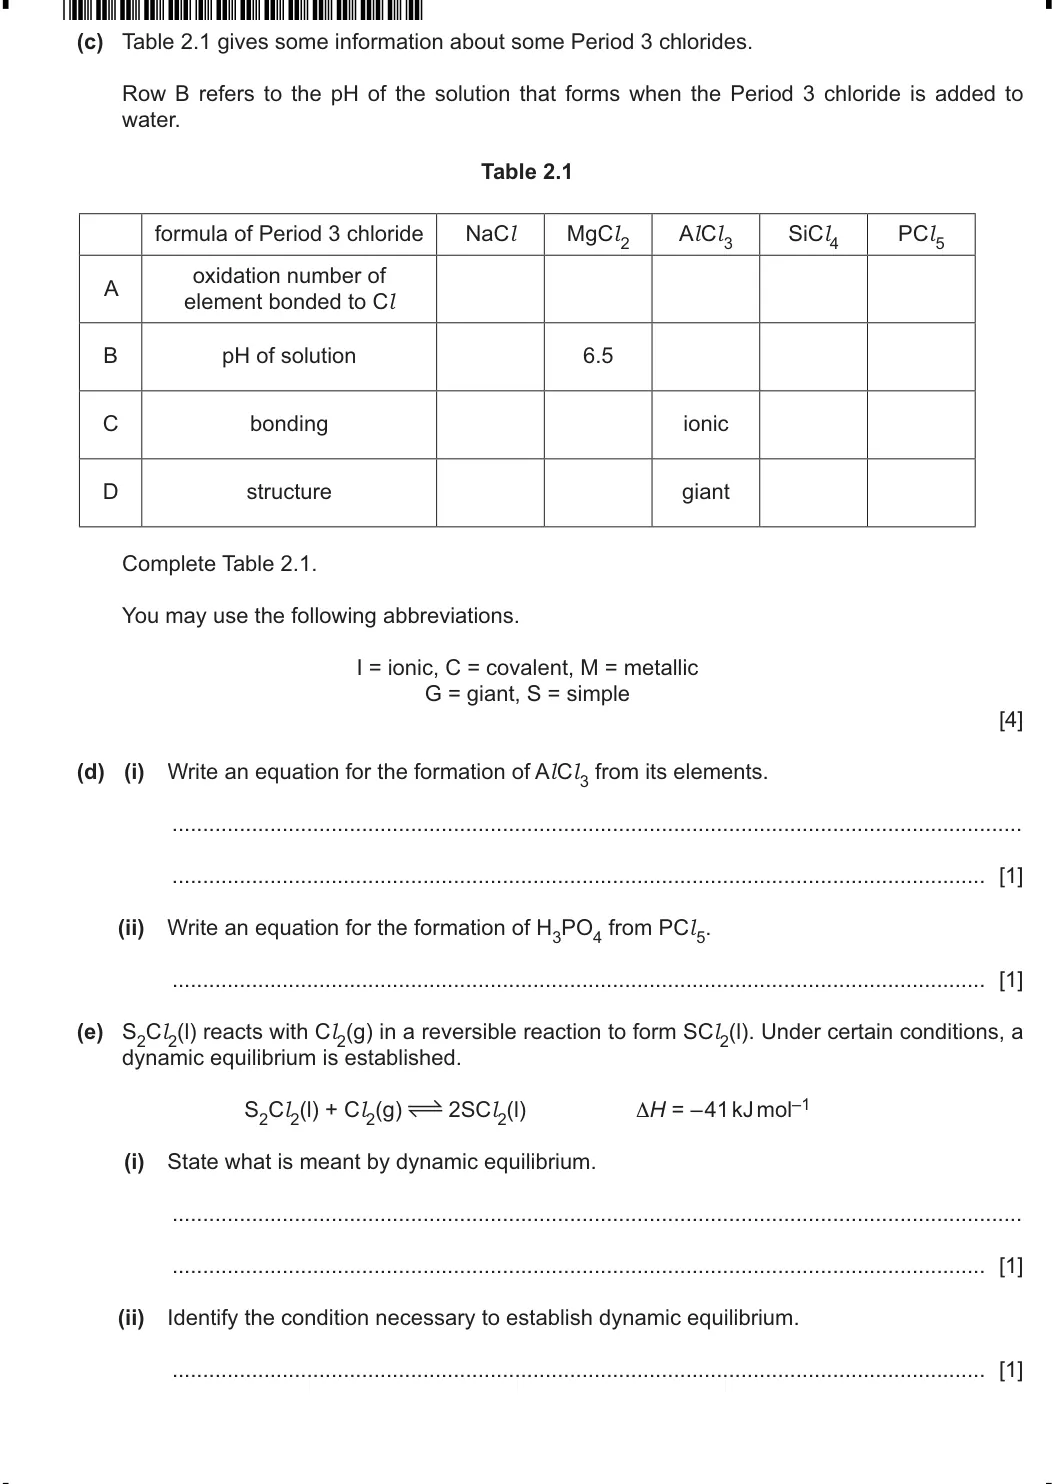 (c) Table 2.1 gives some information about some Period 3 chlorides.
Row B refers to the pH of the solution that forms when the Period 3 chloride is added to
water.
Table 2.1
formula of Period 3 chloride NaCl MgCl2 AlCl3 SiCl4 PCl5
A oxidation number of
element bonded to Cl
B pH of solution 6.5
C bonding ionic
D structure giant
Complete Table 2.1.
You may use the following abbreviations.
I = ionic, C = covalent, M = metallic
G = giant, S = simple
[4]
(d) (i) Write an equation for the formation of AlCl3 from its elements.
[1]
(ii) Write an equation for the formation of H3PO4 from PCl5.
[1]
(e) S2Cl2(l) reacts with Cl2(g) in a reversible reaction to form SCl2(l). Under certain conditions, a
dynamic equilibrium is established.
S2Cl2(l) + Cl2(g) ⇌ 2SCl2(l) ΔH = –41 kJ mol–1
(i) State what is meant by dynamic equilibrium.
[1]
(ii) Identify the condition necessary to establish dynamic equilibrium.
[1]